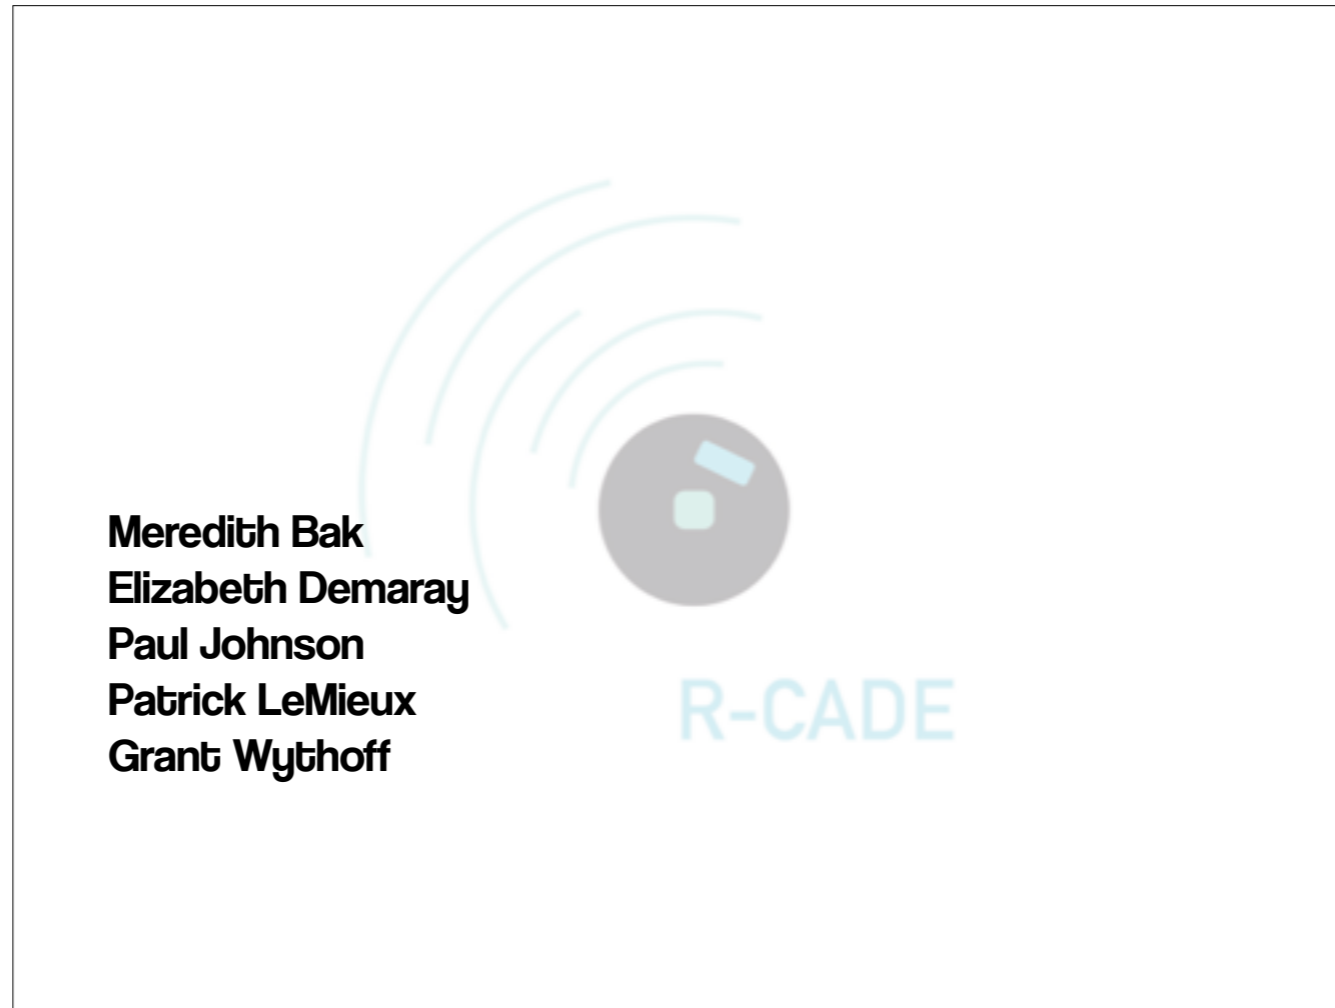 Meredith Bak
Elizabeth Demaray
Paul Johnson
Patrick LeMieux
Grant Wythoff
R-CADE